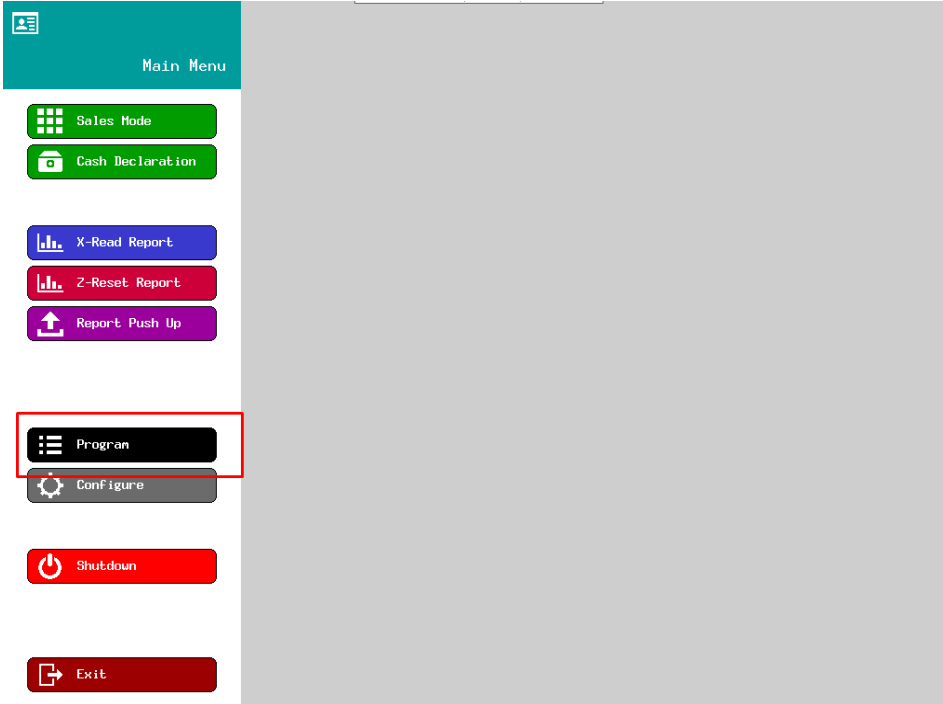 Main Menu
Sales Mode
Cash Declaration
X-Read Report
Z-Reset Report
Report Push Up
Program
Configure
Shutdown
Exit